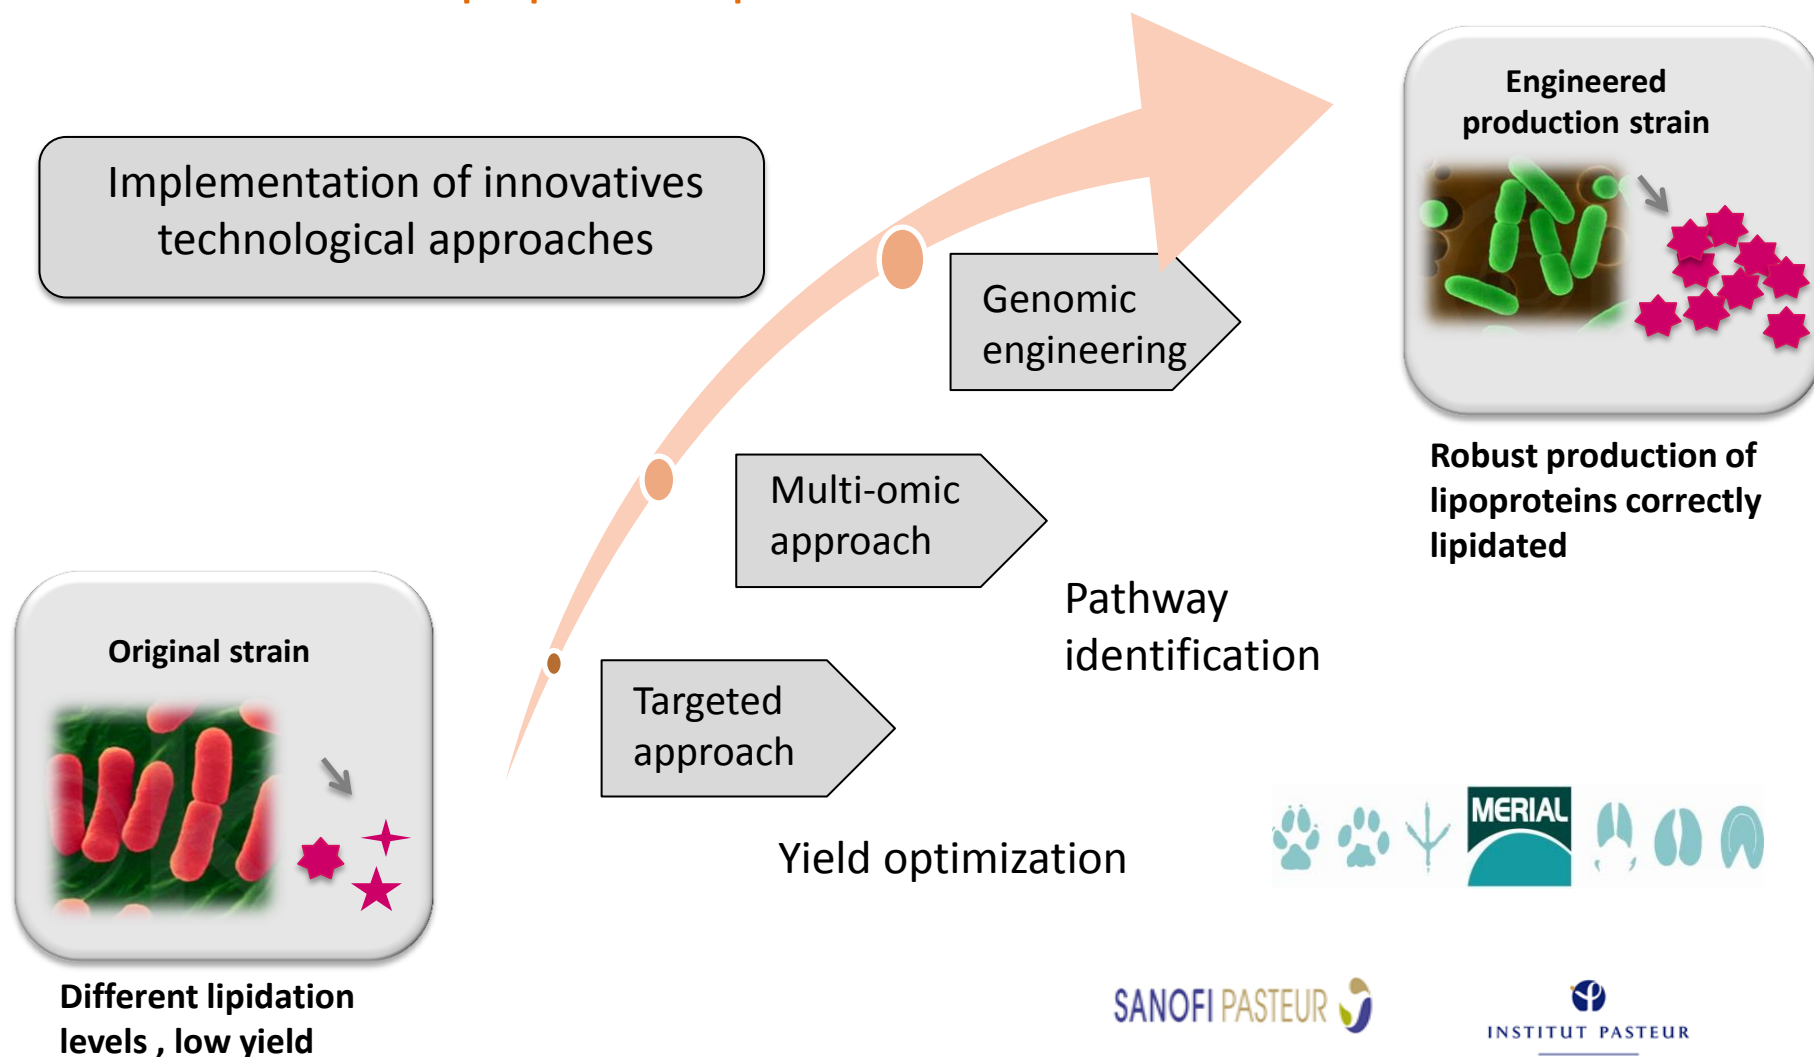 Implementation of innovatives
technological approaches
Engineered
production strain
Genomic
engineering
Robust production of
lipoproteins correctly
lipidated
Multi-omic
approach
Pathway
identification
Original strain
Targeted
approach
Yield optimization
MERIAL
Different lipidation
levels , low yield
SANOFI PASTEUR
INSTITUT PASTEUR